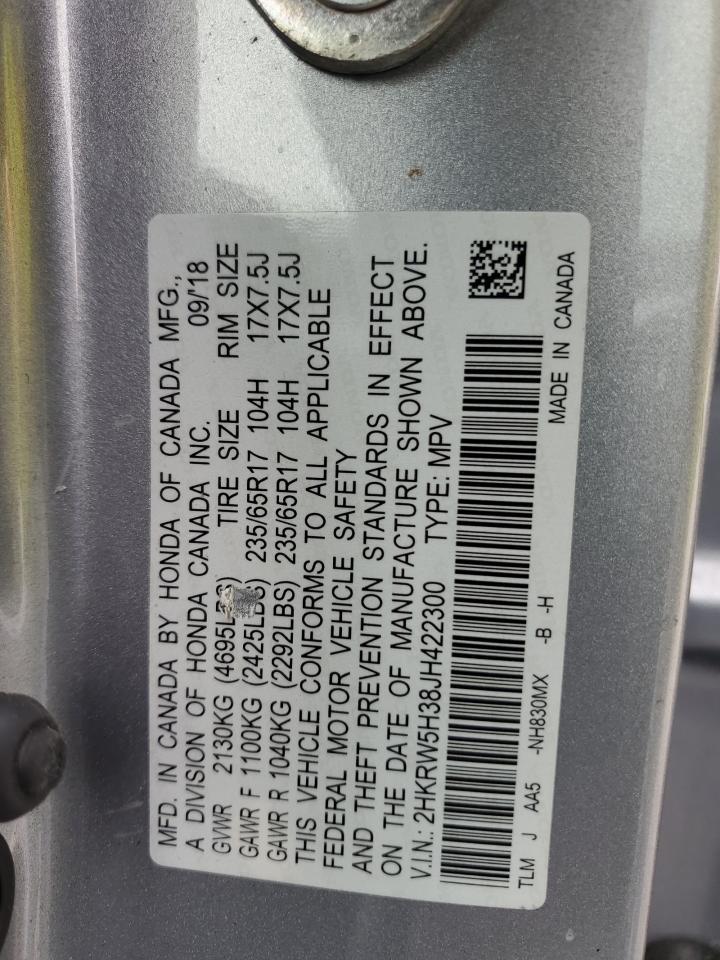 MFD. IN CANADA BY HONDA OF CANADA MFG.,
A DIVISION OF HONDA CANADA INC. 09/'18
GVWR 2130KG (4695LBS) TIRE SIZE RIM SIZE
GAWR F 1100KG (2425LBS) 235/65R17 104H 17X7.5J
GAWR R 1040KG (2292LBS) 235/65R17 104H 17X7.5J
THIS VEHICLE CONFORMS TO ALL APPLICABLE
FEDERAL MOTOR VEHICLE SAFETY
AND THEFT PREVENTION STANDARDS IN EFFECT
ON THE DATE OF MANUFACTURE SHOWN ABOVE.
V.I.N.: 2HKRW5H38JH422300 TYPE: MPV
TLM J AA5 -NH830MX -B -H
MADE IN CANADA